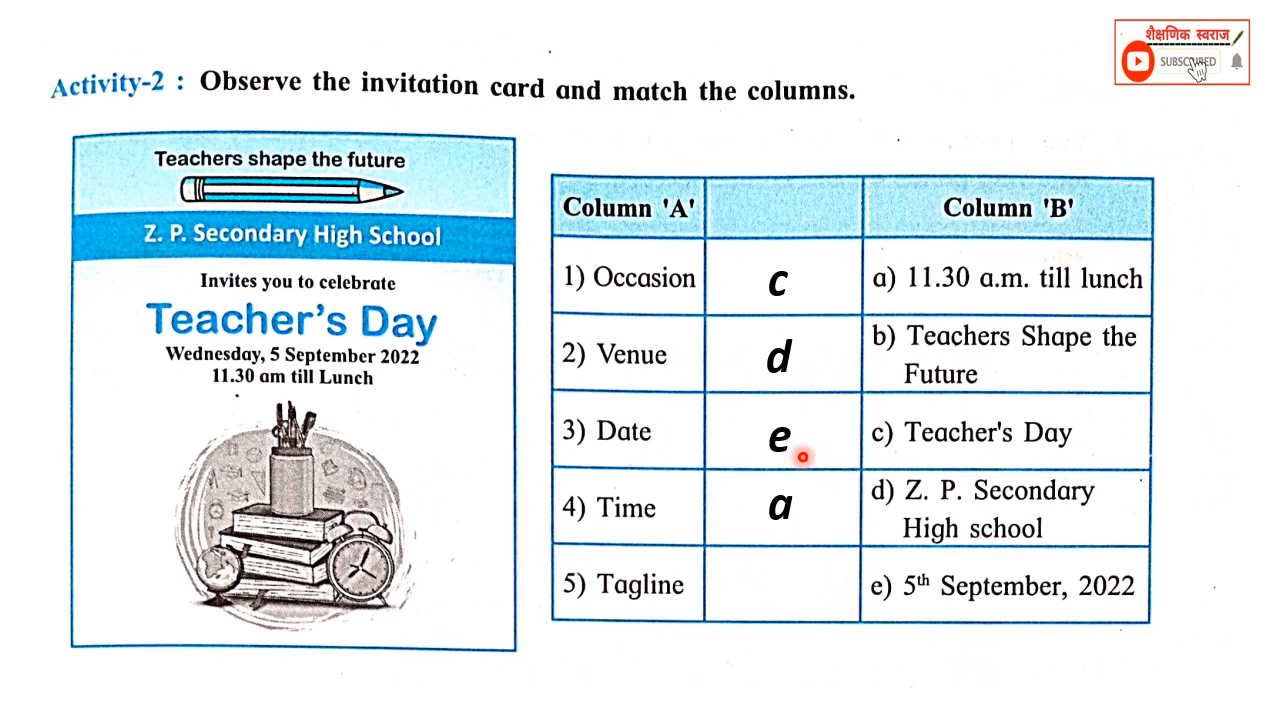 शैक्षणिक स्वराज
SUBSCRIBED
Activity-2 : Observe the invitation card and match the columns.
Teachers shape the future
Z. P. Secondary High School
Invites you to celebrate
Teacher's Day
Wednesday, 5 September 2022
11.30 am till Lunch
Column 'A' Column 'B'
1) Occasion c a) 11.30 a.m. till lunch
2) Venue d b) Teachers Shape the
Future
3) Date e c) Teacher's Day
4) Time a d) Z. P. Secondary
High school
5) Tagline e) 5th September, 2022